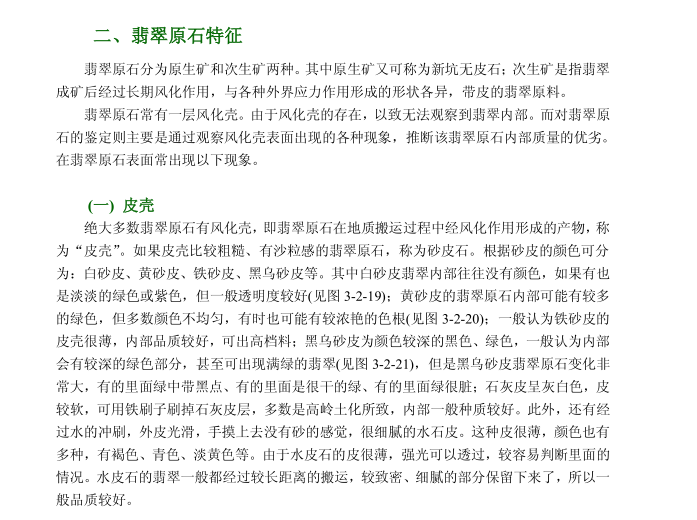 二、翡翠原石特征
翡翠原石分为原生矿和次生矿两种。其中原生矿又可称为新坑无皮石；次生矿是指翡翠
成矿后经过长期风化作用，与各种外界应力作用形成的形状各异，带皮的翡翠原料。
翡翠原石常有一层风化壳。由于风化壳的存在，以致无法观察到翡翠内部。而对翡翠原
石的鉴定则主要是通过观察风化壳表面出现的各种现象，推断该翡翠原石内部质量的优劣。
在翡翠原石表面常出现以下现象。
(一) 皮壳
绝大多数翡翠原石有风化壳，即翡翠原石在地质搬运过程中经风化作用形成的产物，称
为“皮壳”。如果皮壳比较粗糙、有沙粒感的翡翠原石，称为砂皮石。根据砂皮的颜色可分
为：白砂皮、黄砂皮、铁砂皮、黑乌砂皮等。其中白砂皮翡翠内部往往没有颜色，如果有也
是淡淡的绿色或紫色，但一般透明度较好(见图 3-2-19)；黄砂皮的翡翠原石内部可能有较多
的绿色，但多数颜色不均匀，有时也可能有较浓艳的色根(见图 3-2-20)；一般认为铁砂皮的
皮壳很薄，内部品质较好，可出高档料；黑乌砂皮为颜色较深的黑色、绿色，一般认为内部
会有较深的绿色部分，甚至可出现满绿的翡翠(见图 3-2-21)，但是黑乌砂皮翡翠原石变化非
常大，有的里面绿中带黑点、有的里面是很干的绿、有的里面绿很脏；石灰皮呈灰白色，皮
较软，可用铁刷子刷掉石灰皮层，多数是高岭土化所致，内部一般种质较好。此外，还有经
过水的冲刷，外皮光滑，手摸上去没有砂的感觉，很细腻的水石皮。这种皮很薄，颜色也有
多种，有褐色、青色、淡黄色等。由于水皮石的皮很薄，强光可以透过，较容易判断里面的
情况。水皮石的翡翠一般都经过较长距离的搬运，较致密、细腻的部分保留下来了，所以一
般品质较好。